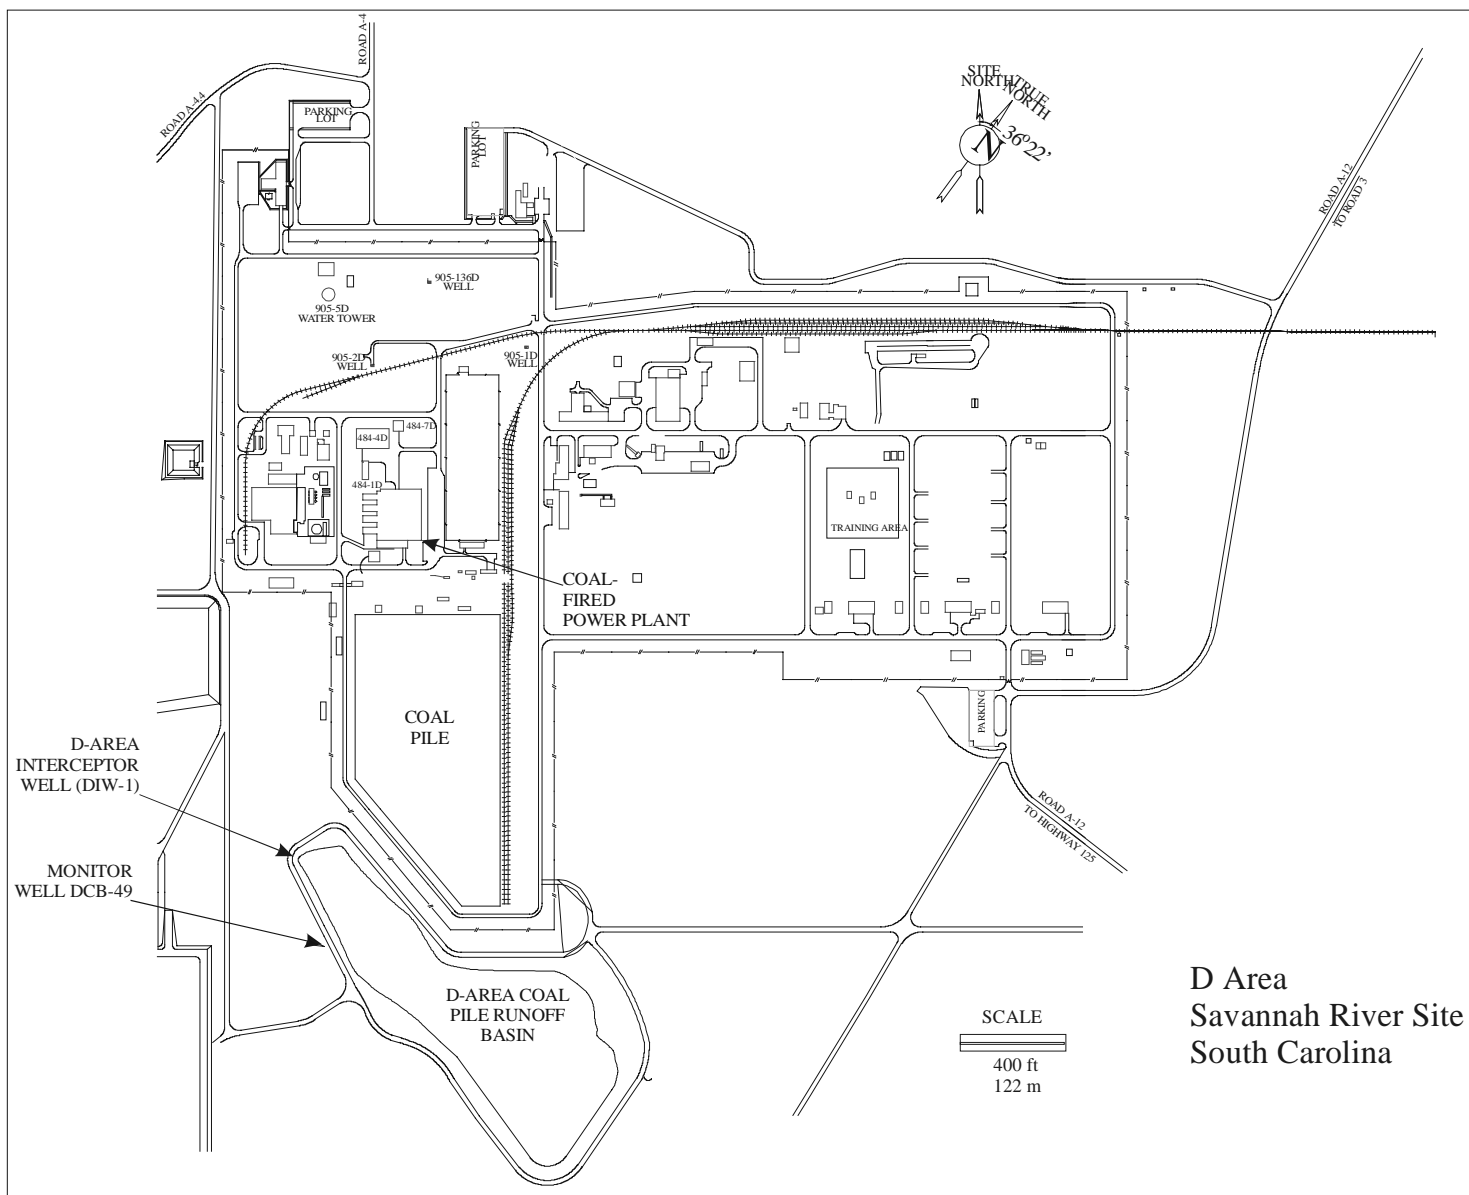 ROAD A-4
ROAD A-4.4
PARKING
LOT
PARKING
LOT
SITE
NORTH
TRUE
NORTH
N
36º22'
ROAD A-12
TO ROAD 3
905-136D
WELL
905-5D
WATER TOWER
905-2D
WELL
905-1D
WELL
484-4D
484-7D
484-1D
TRAINING AREA
COAL-
FIRED
POWER PLANT
COAL
PILE
PARKING
D-AREA
INTERCEPTOR
WELL (DIW-1)
ROAD A-12
TO HIGHWAY 125
MONITOR
WELL DCB-49
D-AREA COAL
PILE RUNOFF
BASIN
SCALE
400 ft
122 m
D Area
Savannah River Site
South Carolina